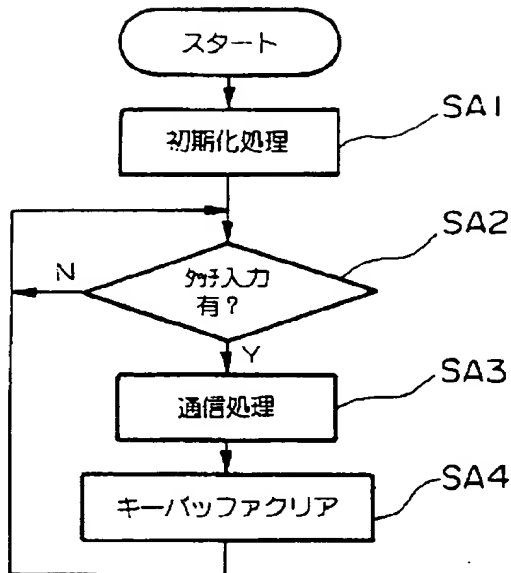 スタート
SA1
初期化処理
SA2
N
タッチ入力
有?
Y
SA3
通信処理
SA4
キーバッファクリア